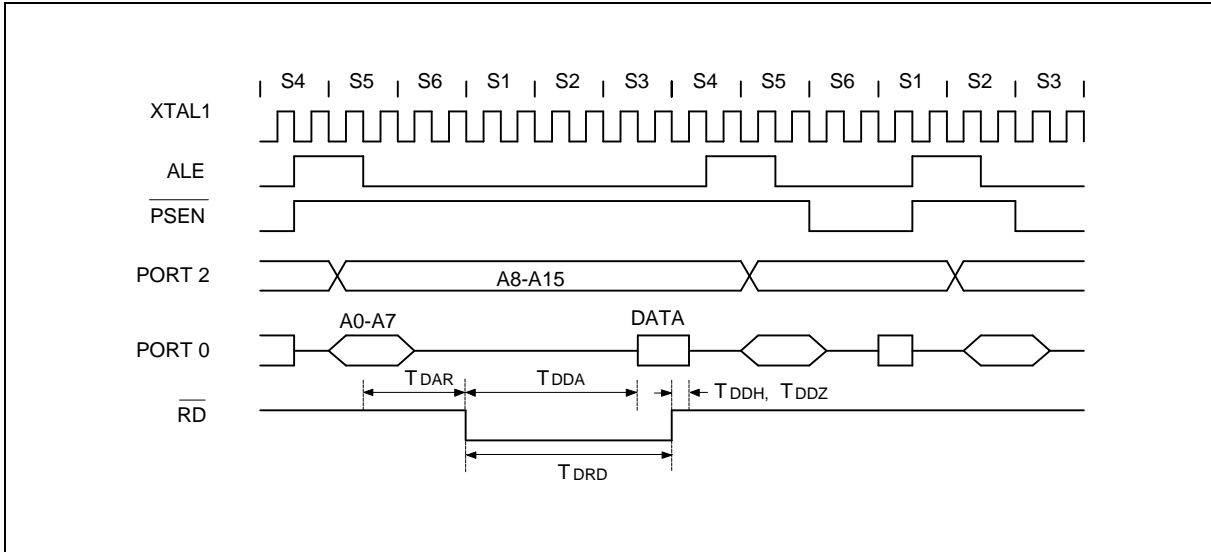 S4 S5 S6 S1 S2 S3 S4 S5 S6 S1 S2 S3
XTAL1
ALE
PSEN
PORT 2
A8-A15
A0-A7
DATA
PORT 0
TDAR
TDDA
TDDH, TDDZ
RD
TDRD